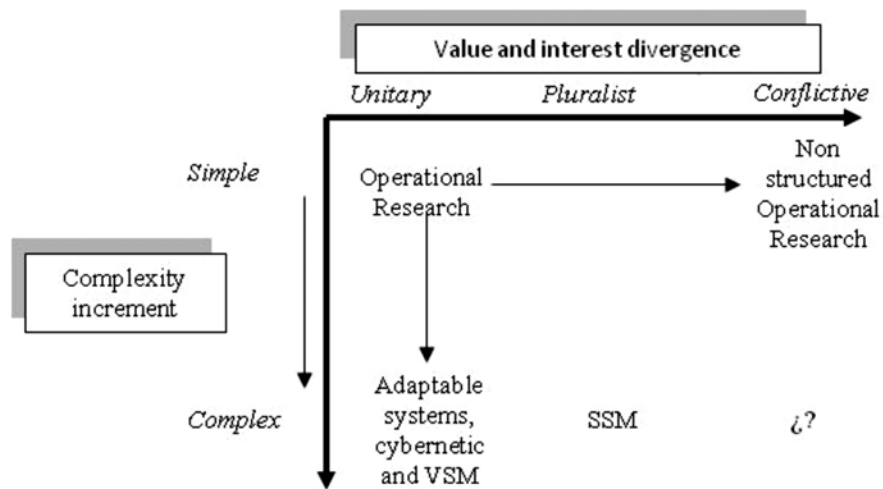 Value and interest divergence
Unitary
Pluralist
Conflictive
Simple
Operational
Research
Non
structured
Operational
Research
Complexity
increment
Complex
Adaptable
systems,
cybernetic
and VSM
SSM
¿?